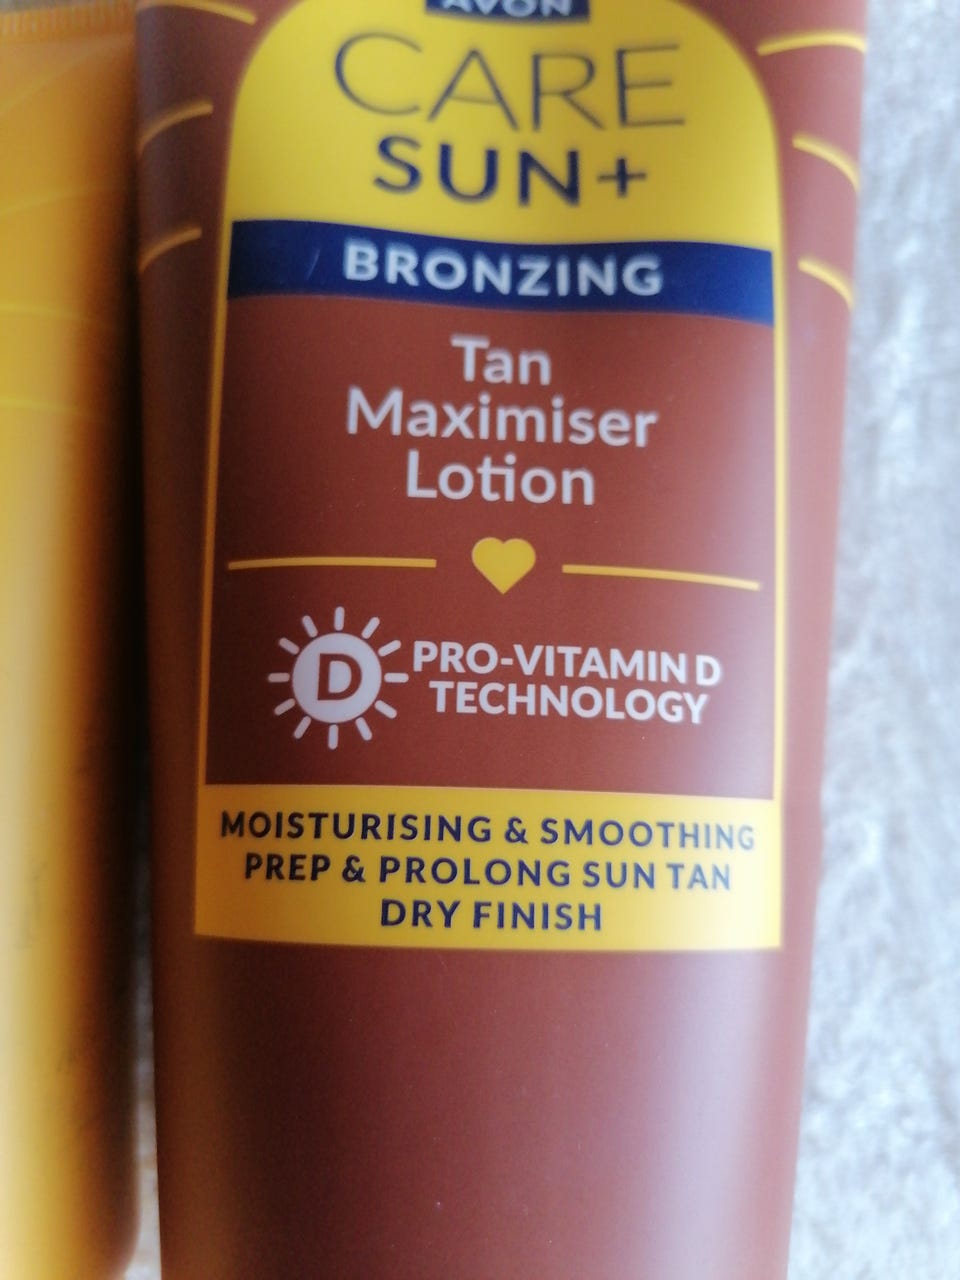 AVON
CARE
SUN+
BRONZING
Tan
Maximiser
Lotion
D
PRO-VITAMIN D
TECHNOLOGY
MOISTURISING & SMOOTHING
PREP & PROLONG SUN TAN
DRY FINISH